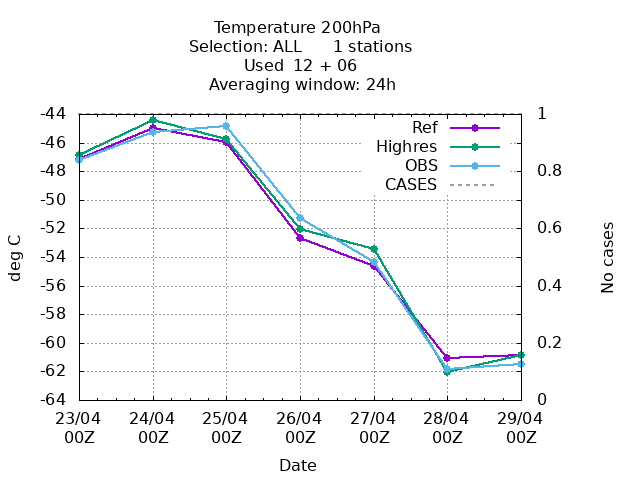 Temperature 200hPa
Selection: ALL 1 stations
Used 12 + 06
Averaging window: 24h
-44
-46
-48
-50
-52
-54
-56
-58
-60
-62
-64
deg C
1
0.8
0.6
0.4
0.2
0
No cases
Ref
Highres
OBS
CASES
23/04 24/04 25/04 26/04 27/04 28/04 29/04
00Z 00Z 00Z 00Z 00Z 00Z 00Z
Date